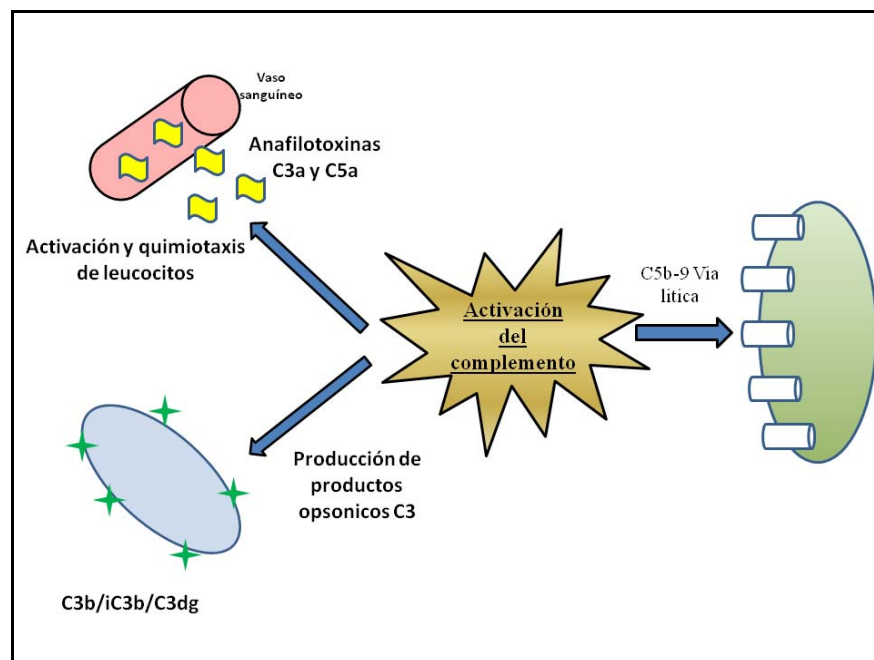 Vaso
sanguíneo
Anafilotoxinas
C3a y C5a
Activación y quimiotaxis
de leucocitos
Activación
del
complemento
C5b-9 Via
litica
Producción de
productos
opsonicos C3
C3b/iC3b/C3dg